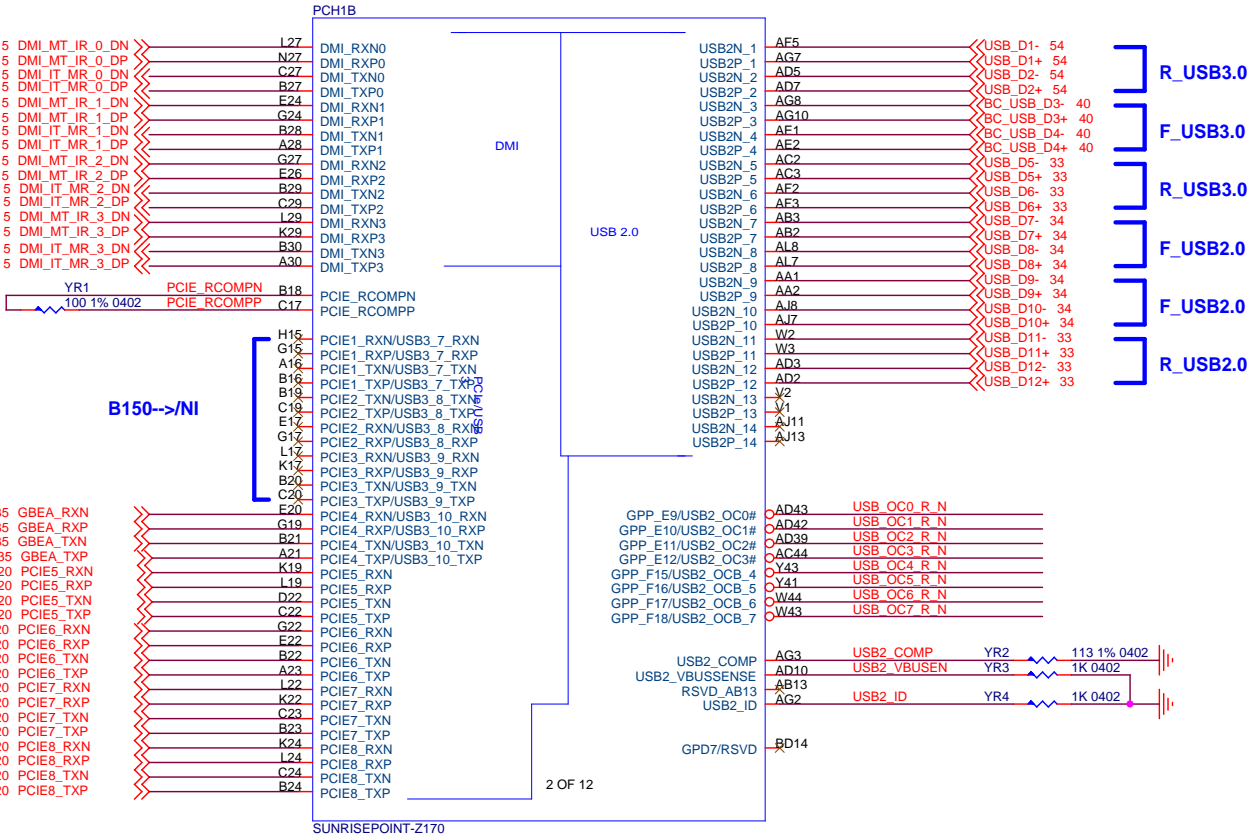 PCH1B
5 DMI_MT_IR_0_DN L27 DMI_RXN0
5 DMI_MT_IR_0_DP N27 DMI_RXP0
5 DMI_IT_MR_0_DN C27 DMI_TXN0
5 DMI_IT_MR_0_DP B27 DMI_TXP0
5 DMI_MT_IR_1_DN E24 DMI_RXN1
5 DMI_MT_IR_1_DP G24 DMI_RXP1
5 DMI_IT_MR_1_DN B28 DMI_TXN1
5 DMI_IT_MR_1_DP A28 DMI_TXP1
5 DMI_MT_IR_2_DN G27 DMI_RXN2
5 DMI_MT_IR_2_DP E26 DMI_RXP2
5 DMI_IT_MR_2_DN B29 DMI_TXN2
5 DMI_IT_MR_2_DP C29 DMI_TXP2
5 DMI_MT_IR_3_DN L29 DMI_RXN3
5 DMI_MT_IR_3_DP K29 DMI_RXP3
5 DMI_IT_MR_3_DN B30 DMI_TXN3
5 DMI_IT_MR_3_DP A30 DMI_TXP3
YR1 PCIE_RCOMPN B18 PCIE_RCOMPN
100 1% 0402 PCIE_RCOMPP C17 PCIE_RCOMPP
H15 PCIE1_RXN/USB3_7_RXN
G15 PCIE1_RXP/USB3_7_RXP
A16 PCIE1_TXN/USB3_7_TXN
B16 PCIE1_TXP/USB3_7_TXP
B19 PCIE2_TXN/USB3_8_TXN
C19 PCIE2_TXP/USB3_8_TXP
E17 PCIE2_RXN/USB3_8_RXN
G17 PCIE2_RXP/USB3_8_RXP
L17 PCIE3_RXN/USB3_9_RXN
K17 PCIE3_RXP/USB3_9_RXP
B20 PCIE3_TXN/USB3_9_TXN
C20 PCIE3_TXP/USB3_9_TXP
B150-->/NI
GBEA_RXN E20 PCIE4_RXN/USB3_10_RXN
GBEA_RXP G19 PCIE4_RXP/USB3_10_RXP
GBEA_TXN B21 PCIE4_TXN/USB3_10_TXN
35 GBEA_TXP A21 PCIE4_TXP/USB3_10_TXP
20 PCIE5_RXN K19 PCIE5_RXN
20 PCIE5_RXP L19 PCIE5_RXP
20 PCIE5_TXN D22 PCIE5_TXN
20 PCIE5_TXP C22 PCIE5_TXP
20 PCIE6_RXN G22 PCIE6_RXN
20 PCIE6_RXP E22 PCIE6_RXP
20 PCIE6_TXN B22 PCIE6_TXN
20 PCIE6_TXP A23 PCIE6_TXP
20 PCIE7_RXN L22 PCIE7_RXN
20 PCIE7_RXP K22 PCIE7_RXP
20 PCIE7_TXN C23 PCIE7_TXN
20 PCIE7_TXP B23 PCIE7_TXP
20 PCIE8_RXN K24 PCIE8_RXN
20 PCIE8_RXP L24 PCIE8_RXP
20 PCIE8_TXN C24 PCIE8_TXN
20 PCIE8_TXP B24 PCIE8_TXP
DMI
USB 2.0
PCIe/USB 3
USB2N_1 AF5 USB_D1- 54
USB2P_1 AG7 USB_D1+ 54
USB2N_2 AD5 USB_D2- 54
USB2P_2 AD7 USB_D2+ 54
R_USB3.0
USB2N_3 AG8 BC_USB_D3- 40
USB2P_3 AG10 BC_USB_D3+ 40
USB2N_4 AE1 BC_USB_D4- 40
USB2P_4 AE2 BC_USB_D4+ 40
F_USB3.0
USB2N_5 AC2 USB_D5- 33
USB2P_5 AC3 USB_D5+ 33
USB2N_6 AF2 USB_D6- 33
USB2P_6 AF3 USB_D6+ 33
R_USB3.0
USB2N_7 AB3 USB_D7- 34
USB2P_7 AB2 USB_D7+ 34
USB2N_8 AL8 USB_D8- 34
USB2P_8 AL7 USB_D8+ 34
F_USB2.0
USB2N_9 AA1 USB_D9- 34
USB2P_9 AA2 USB_D9+ 34
USB2N_10 AJ8 USB_D10- 34
USB2P_10 AJ7 USB_D10+ 34
F_USB2.0
USB2N_11 W2 USB_D11- 33
USB2P_11 W3 USB_D11+ 33
USB2N_12 AD3 USB_D12- 33
USB2P_12 AD2 USB_D12+ 33
R_USB2.0
USB2N_13 V2
USB2P_13 V1
USB2N_14 AJ11
USB2P_14 AJ13
GPP_E9/USB2_OC0# AD43 USB_OC0_R_N
GPP_E10/USB2_OC1# AD42 USB_OC1_R_N
GPP_E11/USB2_OC2# AD39 USB_OC2_R_N
GPP_E12/USB2_OC3# AC44 USB_OC3_R_N
GPP_F15/USB2_OCB_4 Y43 USB_OC4_R_N
GPP_F16/USB2_OCB_5 Y41 USB_OC5_R_N
GPP_F17/USB2_OCB_6 W44 USB_OC6_R_N
GPP_F18/USB2_OCB_7 W43 USB_OC7_R_N
USB2_COMP AG3 USB2_COMP YR2 113 1% 0402
USB2_VBUSSENSE AD10 USB2_VBUSEN YR3 1K 0402
RSVD_AB13 AB13
USB2_ID AG2 USB2_ID YR4 1K 0402
GPD7/RSVD BD14
2 OF 12
SUNRISEPOINT-Z170